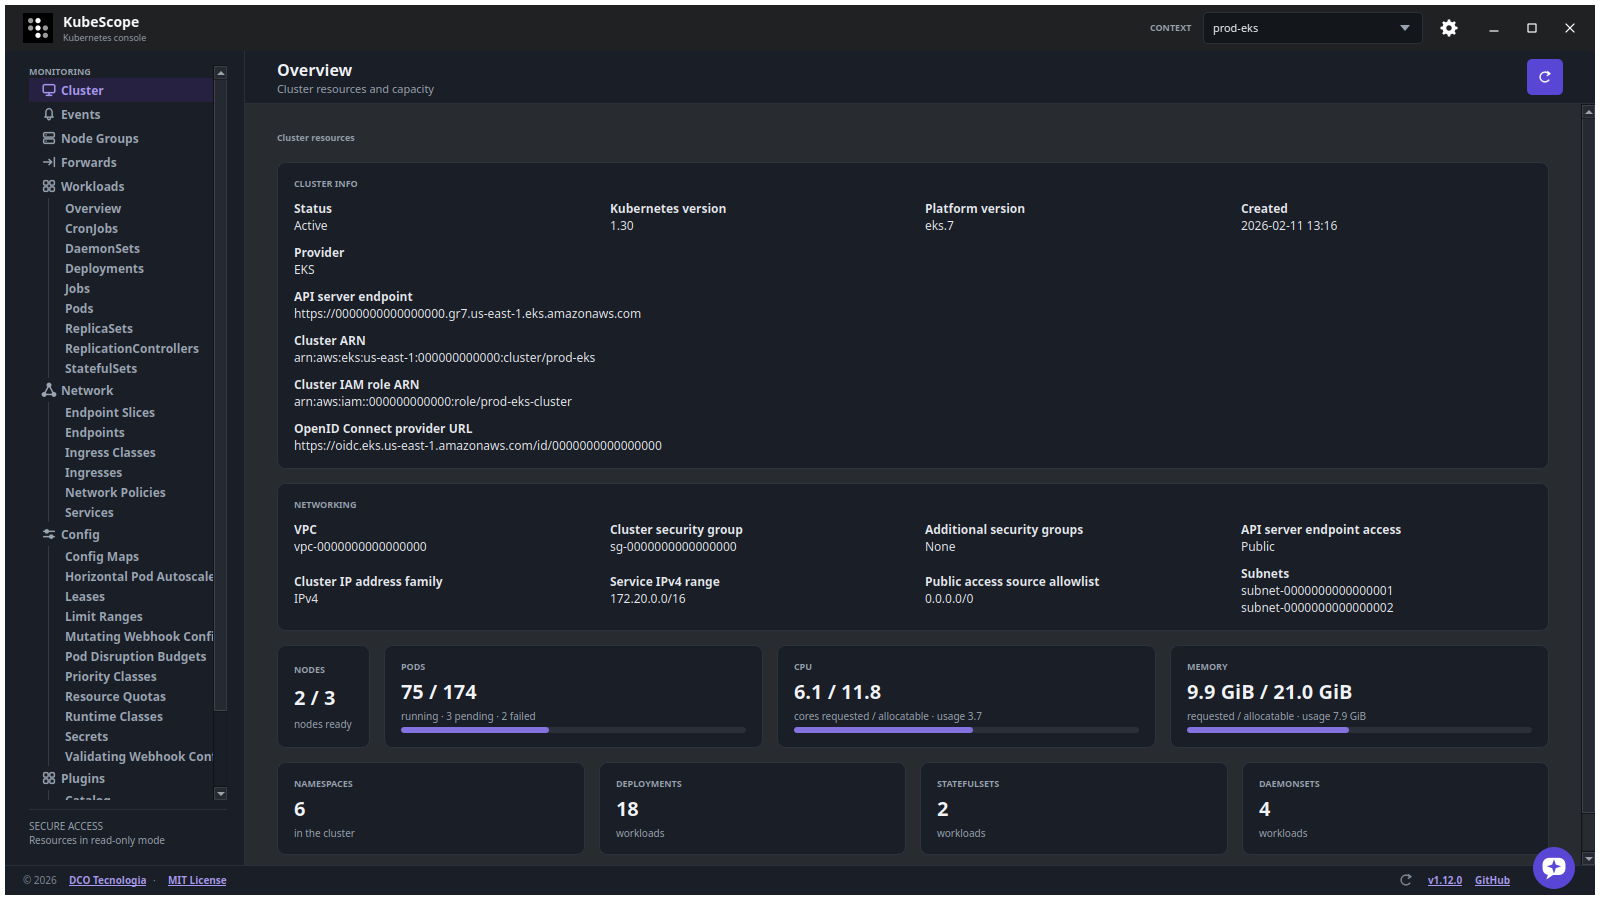 KubeScope
Kubernetes console
CONTEXT
prod-eks
MONITORING
Cluster
Events
Node Groups
Forwards
Workloads
Overview
CronJobs
DaemonSets
Deployments
Jobs
Pods
ReplicaSets
ReplicationControllers
StatefulSets
Network
Endpoint Slices
Endpoints
Ingress Classes
Ingresses
Network Policies
Services
Config
Config Maps
Horizontal Pod Autoscale
Leases
Limit Ranges
Mutating Webhook Confi
Pod Disruption Budgets
Priority Classes
Resource Quotas
Runtime Classes
Secrets
Validating Webhook Con
Plugins
Catalog
SECURE ACCESS
Resources in read-only mode
Overview
Cluster resources and capacity
Cluster resources
CLUSTER INFO
Status
Active
Kubernetes version
1.30
Platform version
eks.7
Created
2026-02-11 13:16
Provider
EKS
API server endpoint
https://0000000000000000.gr7.us-east-1.eks.amazonaws.com
Cluster ARN
arn:aws:eks:us-east-1:000000000000:cluster/prod-eks
Cluster IAM role ARN
arn:aws:iam::000000000000:role/prod-eks-cluster
OpenID Connect provider URL
https://oidc.eks.us-east-1.amazonaws.com/id/0000000000000000
NETWORKING
VPC
vpc-0000000000000000
Cluster security group
sg-0000000000000000
Additional security groups
None
API server endpoint access
Public
Cluster IP address family
IPv4
Service IPv4 range
172.20.0.0/16
Public access source allowlist
0.0.0.0/0
Subnets
subnet-0000000000000001
subnet-0000000000000002
NODES
2 / 3
nodes ready
PODS
75 / 174
running · 3 pending · 2 failed
CPU
6.1 / 11.8
cores requested / allocatable · usage 3.7
MEMORY
9.9 GiB / 21.0 GiB
requested / allocatable · usage 7.9 GiB
NAMESPACES
6
in the cluster
DEPLOYMENTS
18
workloads
STATEFULSETS
2
workloads
DAEMONSETS
4
workloads
© 2026 DCO Tecnologia · MIT License
v1.12.0 GitHub